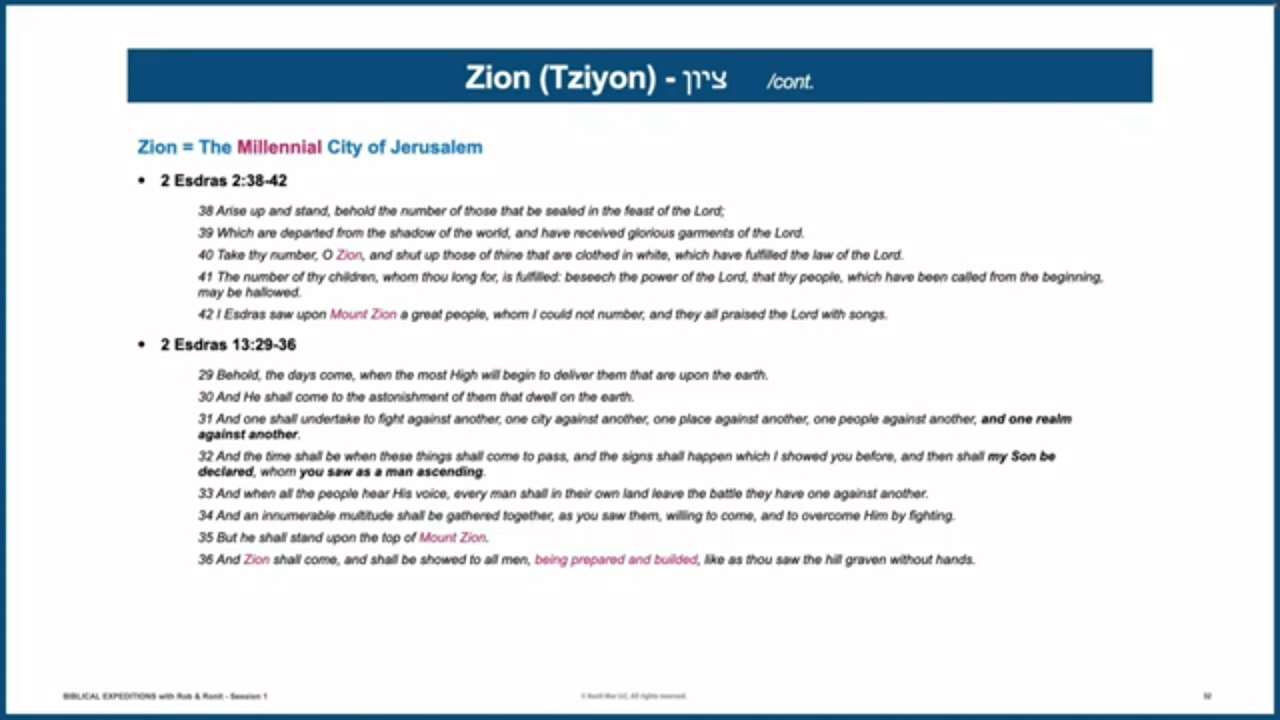 Zion (Tziyon) - ציון /cont.
Zion = The Millennial City of Jerusalem
• 2 Esdras 2:38-42
38 Arise up and stand, behold the number of those that be sealed in the feast of the Lord;
39 Which are departed from the shadow of the world, and have received glorious garments of the Lord.
40 Take thy number, O Zion, and shut up those of thine that are clothed in white, which have fulfilled the law of the Lord.
41 The number of thy children, whom thou long for, is fulfilled: beseech the power of the Lord, that thy people, which have been called from the beginning,
may be hallowed.
42 I Esdras saw upon Mount Zion a great people, whom I could not number, and they all praised the Lord with songs.
• 2 Esdras 13:29-36
29 Behold, the days come, when the most High will begin to deliver them that are upon the earth.
30 And He shall come to the astonishment of them that dwell on the earth.
31 And one shall undertake to fight against another, one city against another, one place against another, one people against another, and one realm
against another.
32 And the time shall be when these things shall come to pass, and the signs shall happen which I showed you before, and then shall my Son be
declared, whom you saw as a man ascending.
33 And when all the people hear His voice, every man shall in their own land leave the battle they have one against another.
34 And an innumerable multitude shall be gathered together, as you saw them, willing to come, and to overcome Him by fighting.
35 But he shall stand upon the top of Mount Zion.
36 And Zion shall come, and shall be showed to all men, being prepared and builded, like as thou saw the hill graven without hands.
BIBLICAL EXPEDITIONS with Rob & Ronit - Session 1
© Ronit Mor LLC. All rights reserved.